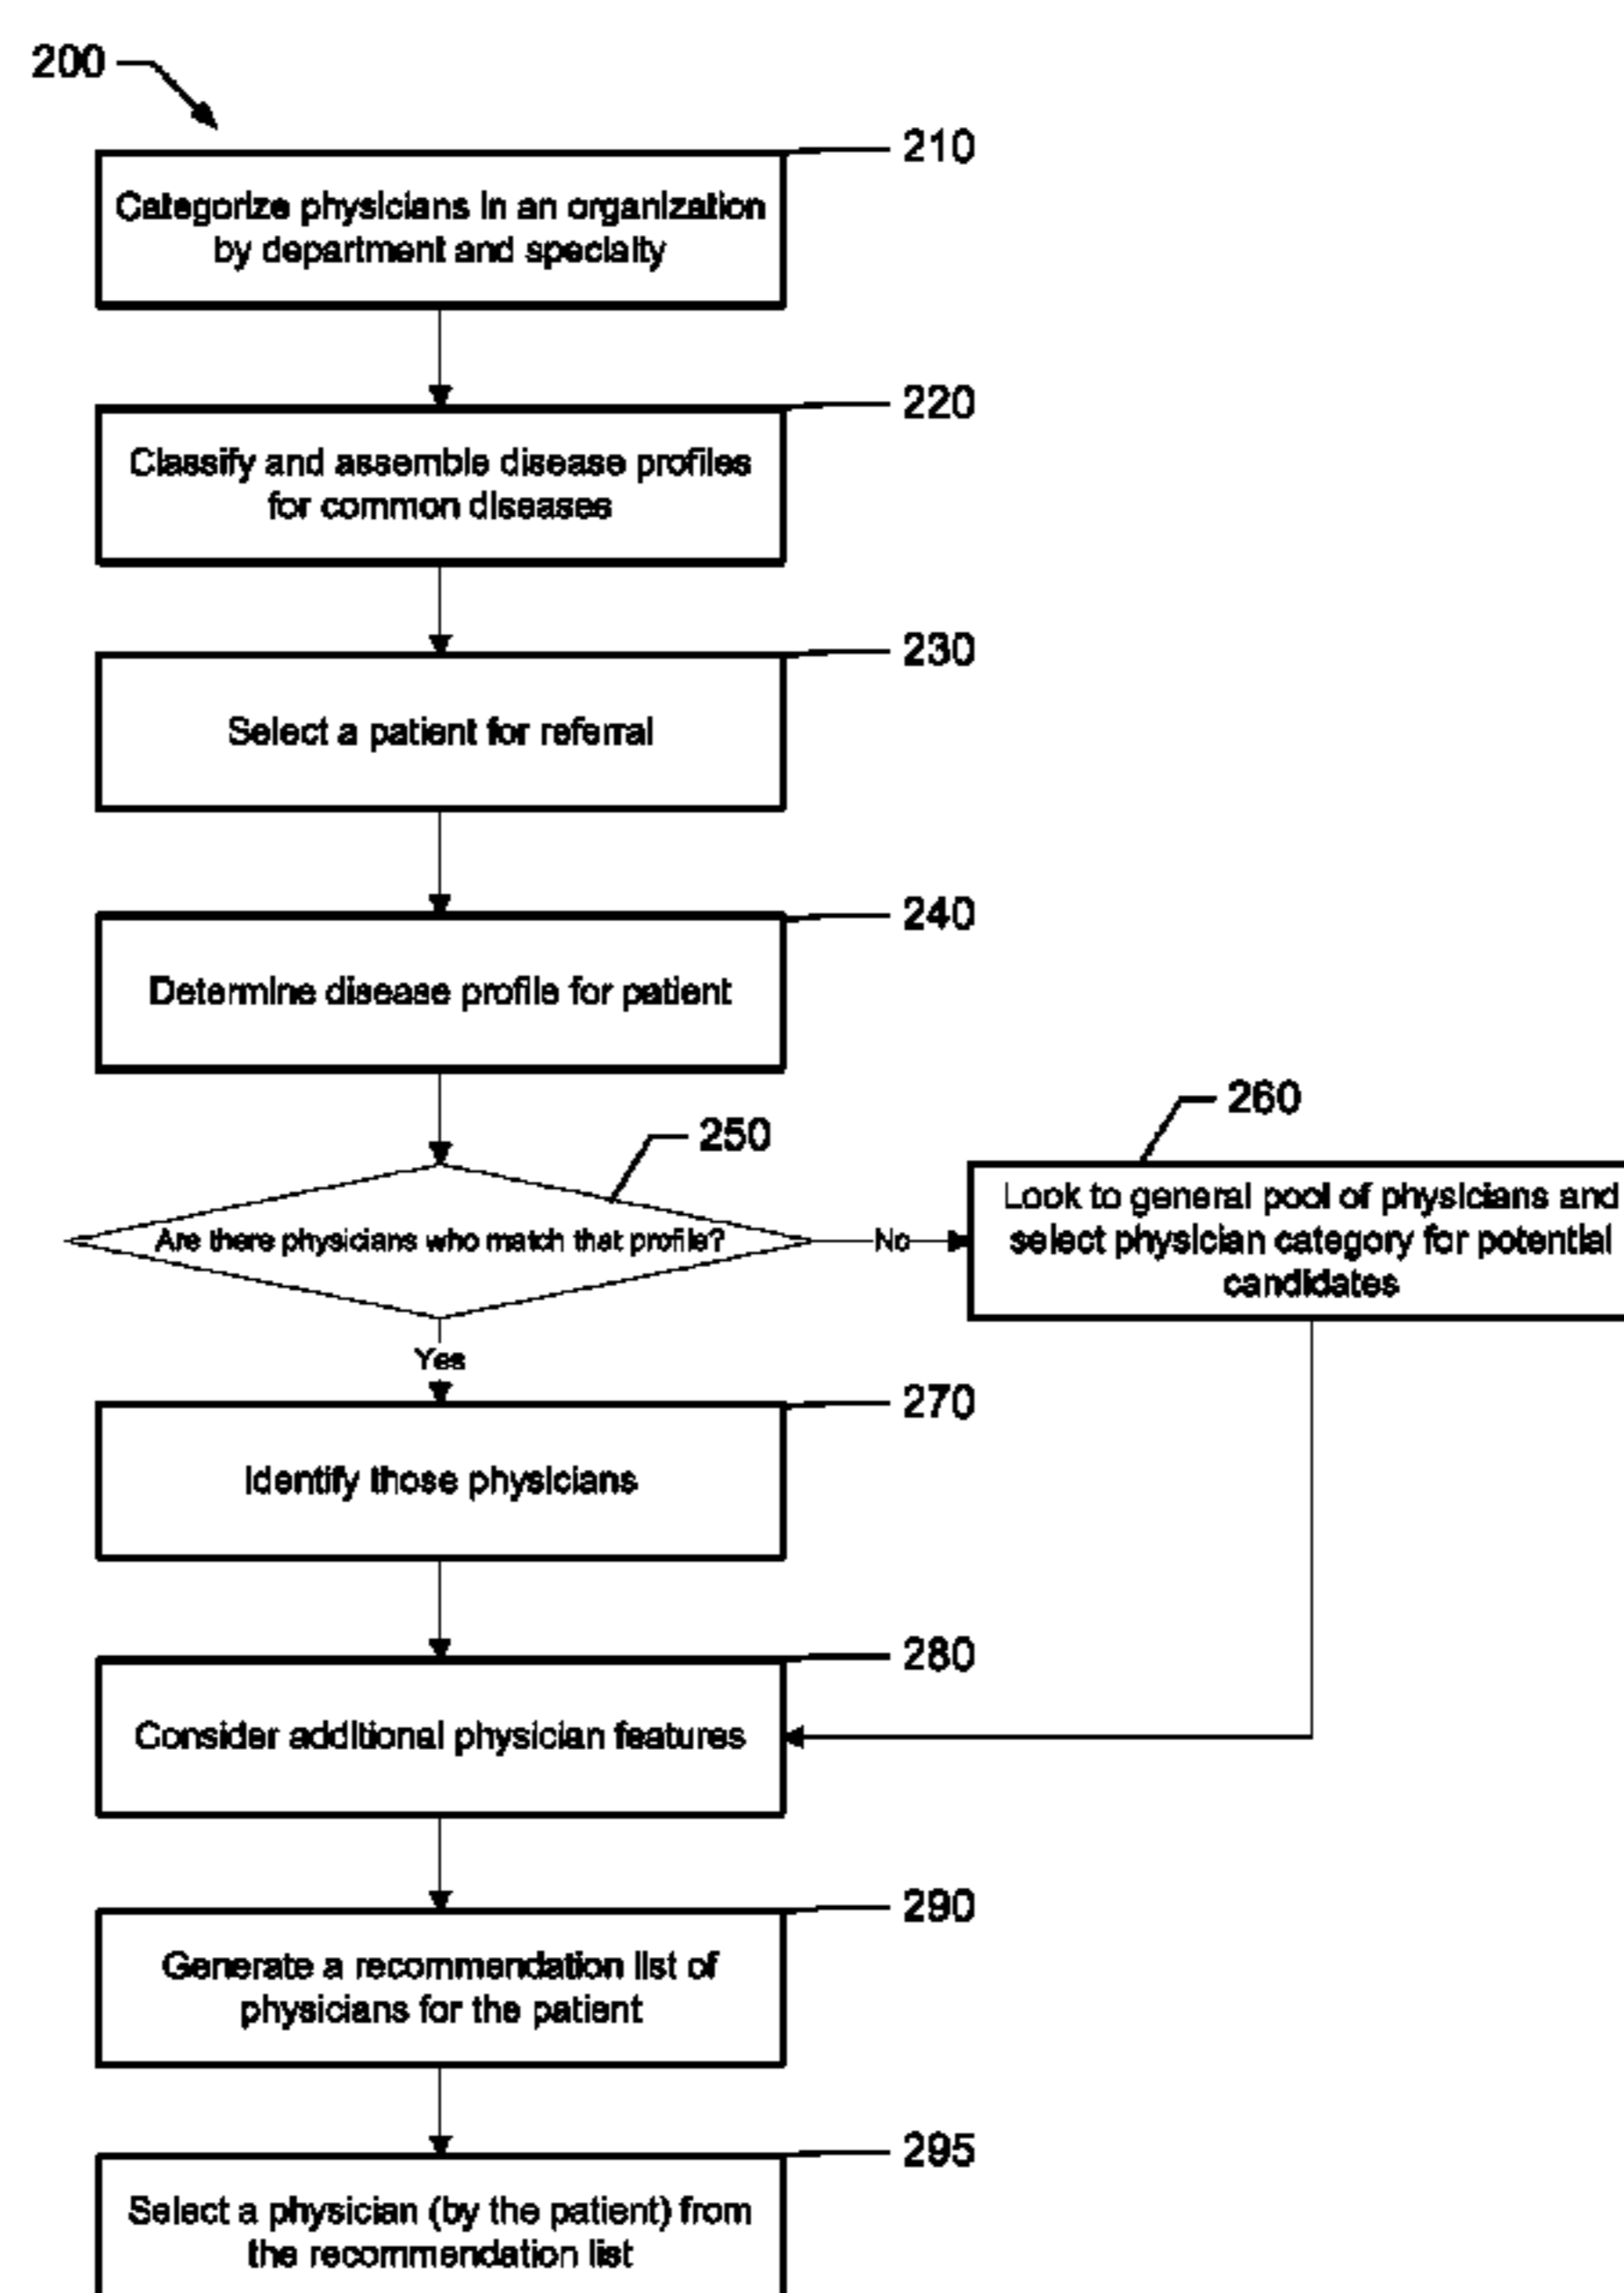 200
210
Categorize physicians in an organization
by department and specialty
220
Classify and assemble disease profiles
for common diseases
230
Select a patient for referral
240
Determine disease profile for patient
250
Are there physicians who match that profile?
No
260
Look to general pool of physicians and
select physician category for potential
candidates
Yes
270
Identify those physicians
280
Consider additional physician features
290
Generate a recommendation list of
physicians for the patient
295
Select a physician (by the patient) from
the recommendation list